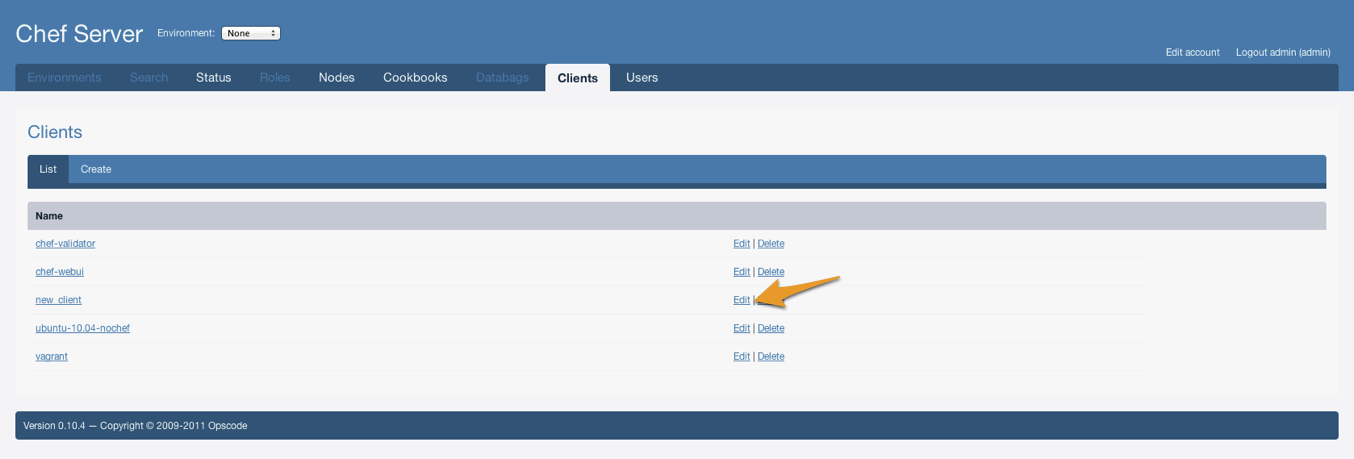 Chef Server Environment: None
Edit account Logout admin (admin)
Environments Search Status Roles Nodes Cookbooks Databags Clients Users
Clients
List Create
Name
chef-validator Edit | Delete
chef-webui Edit | Delete
new_client Edit |
ubuntu-10.04-nochef Edit | Delete
vagrant Edit | Delete
Version 0.10.4 — Copyright © 2009-2011 Opscode